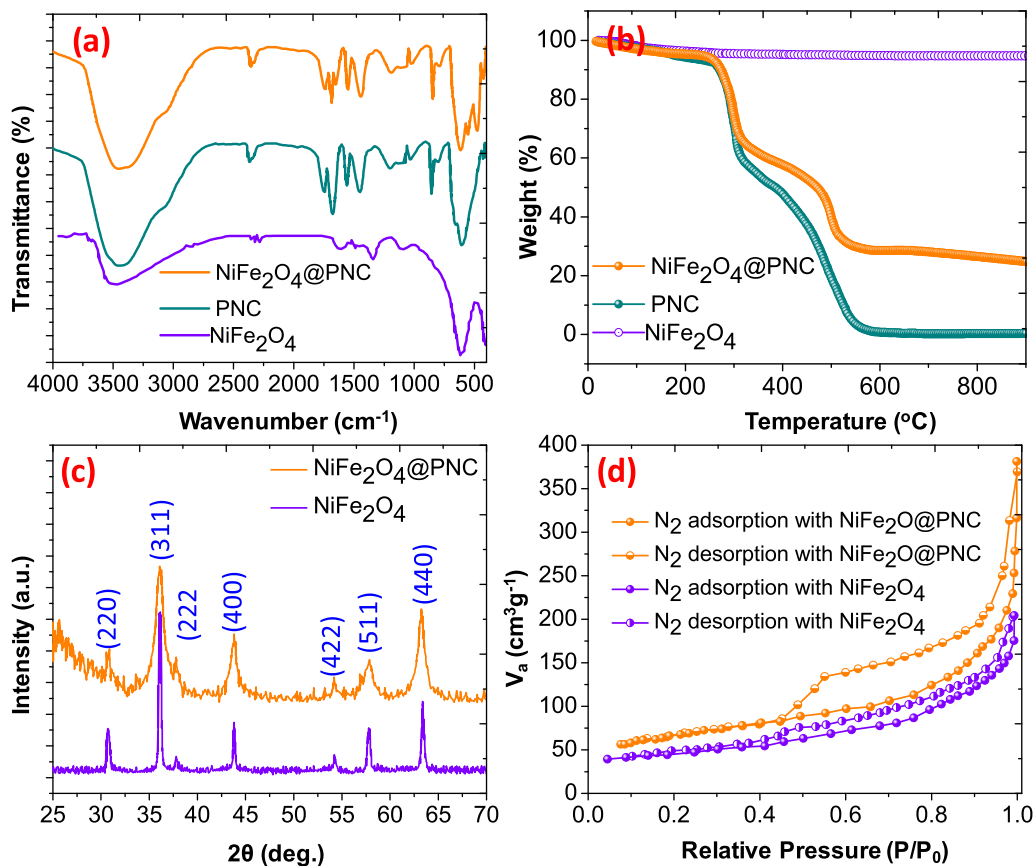 (a)
Transmittance (%)
NiFe2O4@PNC
PNC
NiFe2O4
4000 3500 3000 2500 2000 1500 1000 500
Wavenumber (cm-1)
(b)
Weight (%)
100
80
60
40
20
0
NiFe2O4@PNC
PNC
NiFe2O4
0 200 400 600 800
Temperature (oC)
(c)
Intensity (a.u.)
NiFe2O4@PNC
NiFe2O4
(220)
(311)
(222
(400)
(422)
(511)
(440)
25 30 35 40 45 50 55 60 65 70
2θ (deg.)
(d)
Va (cm3g-1)
400
350
300
250
200
150
100
50
0
N2 adsorption with NiFe2O@PNC
N2 desorption with NiFe2O@PNC
N2 adsorption with NiFe2O4
N2 desorption with NiFe2O4
0.0 0.2 0.4 0.6 0.8 1.0
Relative Pressure (P/P0)